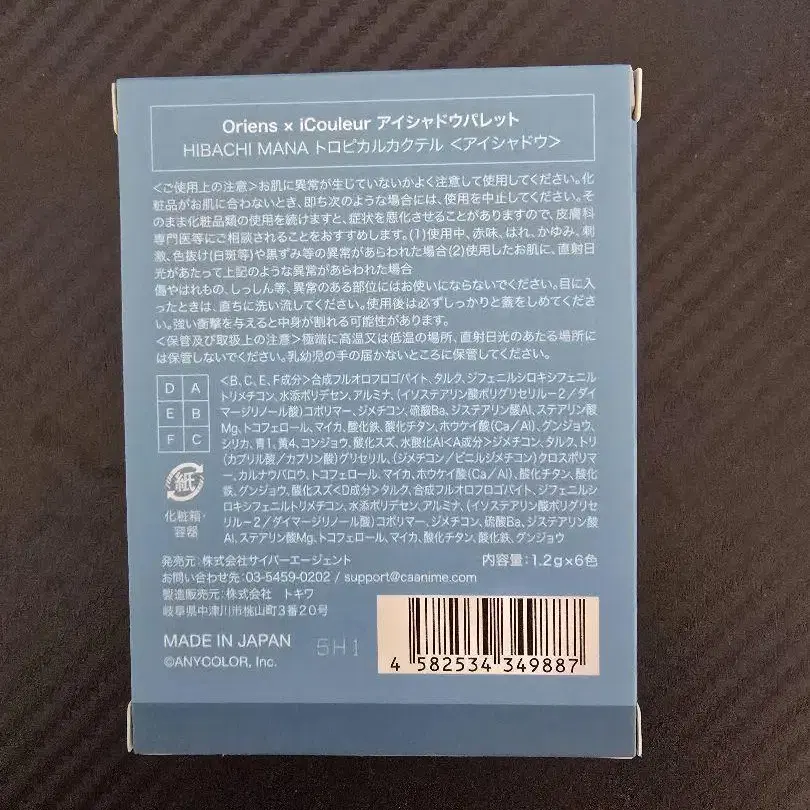 Oriens × iCouleur アイシャドウパレット
HIBACHI MANA トロピカルカクテル <アイシャドウ>
<ご使用上の注意>お肌に異常が生じていないかよく注意して使用してください。化
粧品がお肌に合わないとき、即ち次のような場合には、使用を中止してください。そ
のまま化粧品類の使用を続けますと、症状を悪化させることがありますので、皮膚科
専門医等にご相談されることをおすすめします。(1)使用中、赤味、はれ、かゆみ、刺
激、色抜け(白斑等)や黒ずみ等の異常があらわれた場合(2)使用したお肌に、直射日
光があたって上記のような異常があらわれた場合
傷やはれもの、しっしん等、異常のある部位にはお使いにならないでください。目に入
ったときは、直ちに洗い流してください。使用後は必ずしっかりと蓋をしめてくださ
い。強い衝撃を与えると中身が割れる可能性があります。
<保管及び取扱上の注意>極端に高温又は低温の場所、直射日光のあたる場所に
は保管しないでください。乳幼児の手の届かないところに保管してください。
D A
E B
F C
<B、C、E、F成分>合成フルオロフロゴパイト、タルク、ジフェニルシロキシフェニル
トリメチコン、水添ポリデセン、アルミナ、(イソステアリン酸ポリグリセリル-2/ダイ
マージリノール酸)コポリマー、ジメチコン、硫酸Ba、ジステアリン酸Al、ステアリン酸
Mg、トコフェロール、マイカ、酸化鉄、酸化チタン、ホウケイ酸(Ca/Al)、グンジョウ、
シリカ、青1、黄4、コンジョウ、酸化スズ、水酸化Al<A成分>ジメチコン、タルク、トリ
(カプリル酸/カプリン酸)グリセリル、(ジメチコン/ビニルジメチコン)クロスポリマ
ー、カルナウバロウ、トコフェロール、マイカ、ホウケイ酸(Ca/Al)、酸化チタン、酸化
鉄、グンジョウ、酸化スズ<D成分>タルク、合成フルオロフロゴパイト、ジフェニルシ
ロキシフェニルトリメチコン、水添ポリデセン、アルミナ、(イソステアリン酸ポリグリセ
リル-2/ダイマージリノール酸)コポリマー、ジメチコン、硫酸Ba、ジステアリン酸
Al、ステアリン酸Mg、トコフェロール、マイカ、酸化チタン、酸化鉄、グンジョウ
紙
化粧箱・
容器
発売元：株式会社サイバーエージェント 内容量：1.2g×6色
お問い合わせ先：03-5459-0202 / support@caanime.com
製造販売元：株式会社 トキワ
岐阜県中津川市桃山町3番20号
MADE IN JAPAN 5H1
©ANYCOLOR, Inc.
4 582534 349887